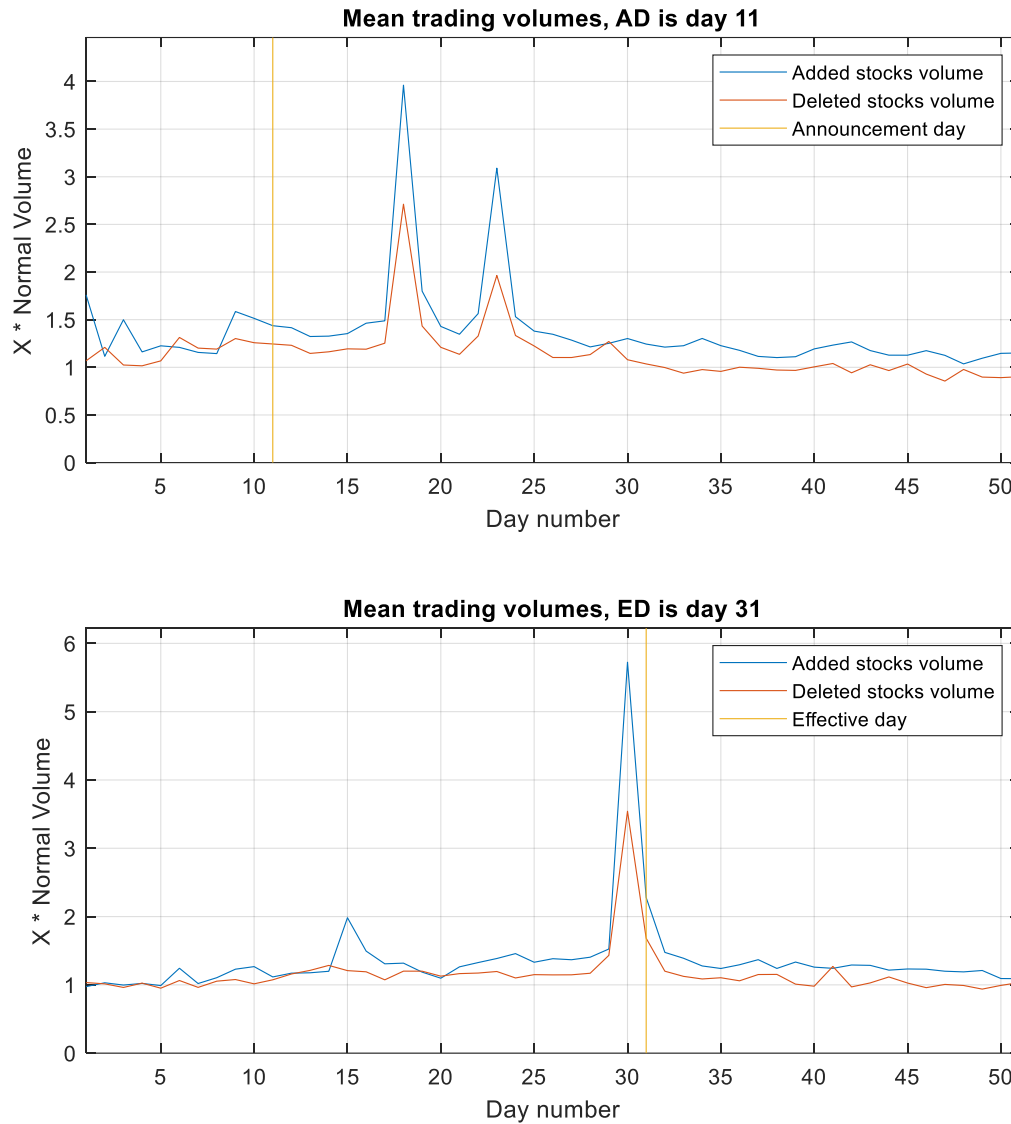 Mean trading volumes, AD is day 11
X * Normal Volume
4
3.5
3
2.5
2
1.5
1
0.5
0
Added stocks volume
Deleted stocks volume
Announcement day
5 10 15 20 25 30 35 40 45 50
Day number
Mean trading volumes, ED is day 31
X * Normal Volume
6
5
4
3
2
1
0
Added stocks volume
Deleted stocks volume
Effective day
5 10 15 20 25 30 35 40 45 50
Day number